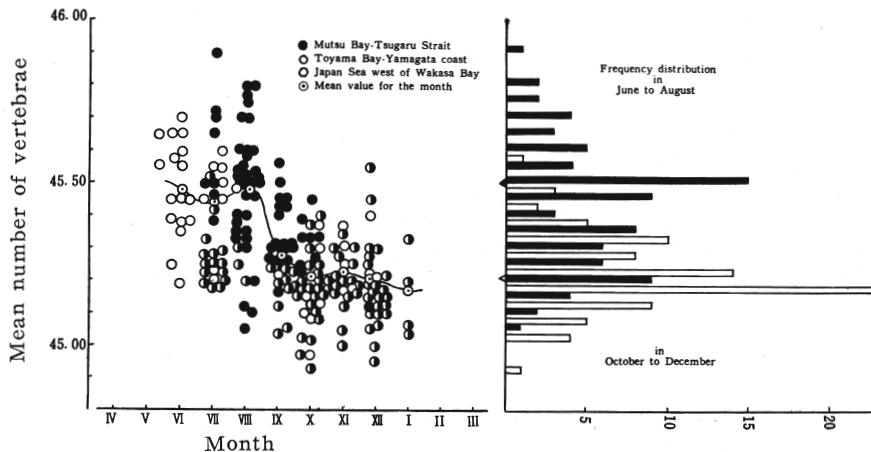 46.00
45.50
45.00
Mean number of vertebrae
Mutsu Bay-Tsugaru Strait
Toyama Bay-Yamagata coast
Japan Sea west of Wakasa Bay
Mean value for the month
IV V VI VII VIII IX X XI XII I II III
Month
Frequency distribution
in
June to August
in
October to December
5 10 15 20